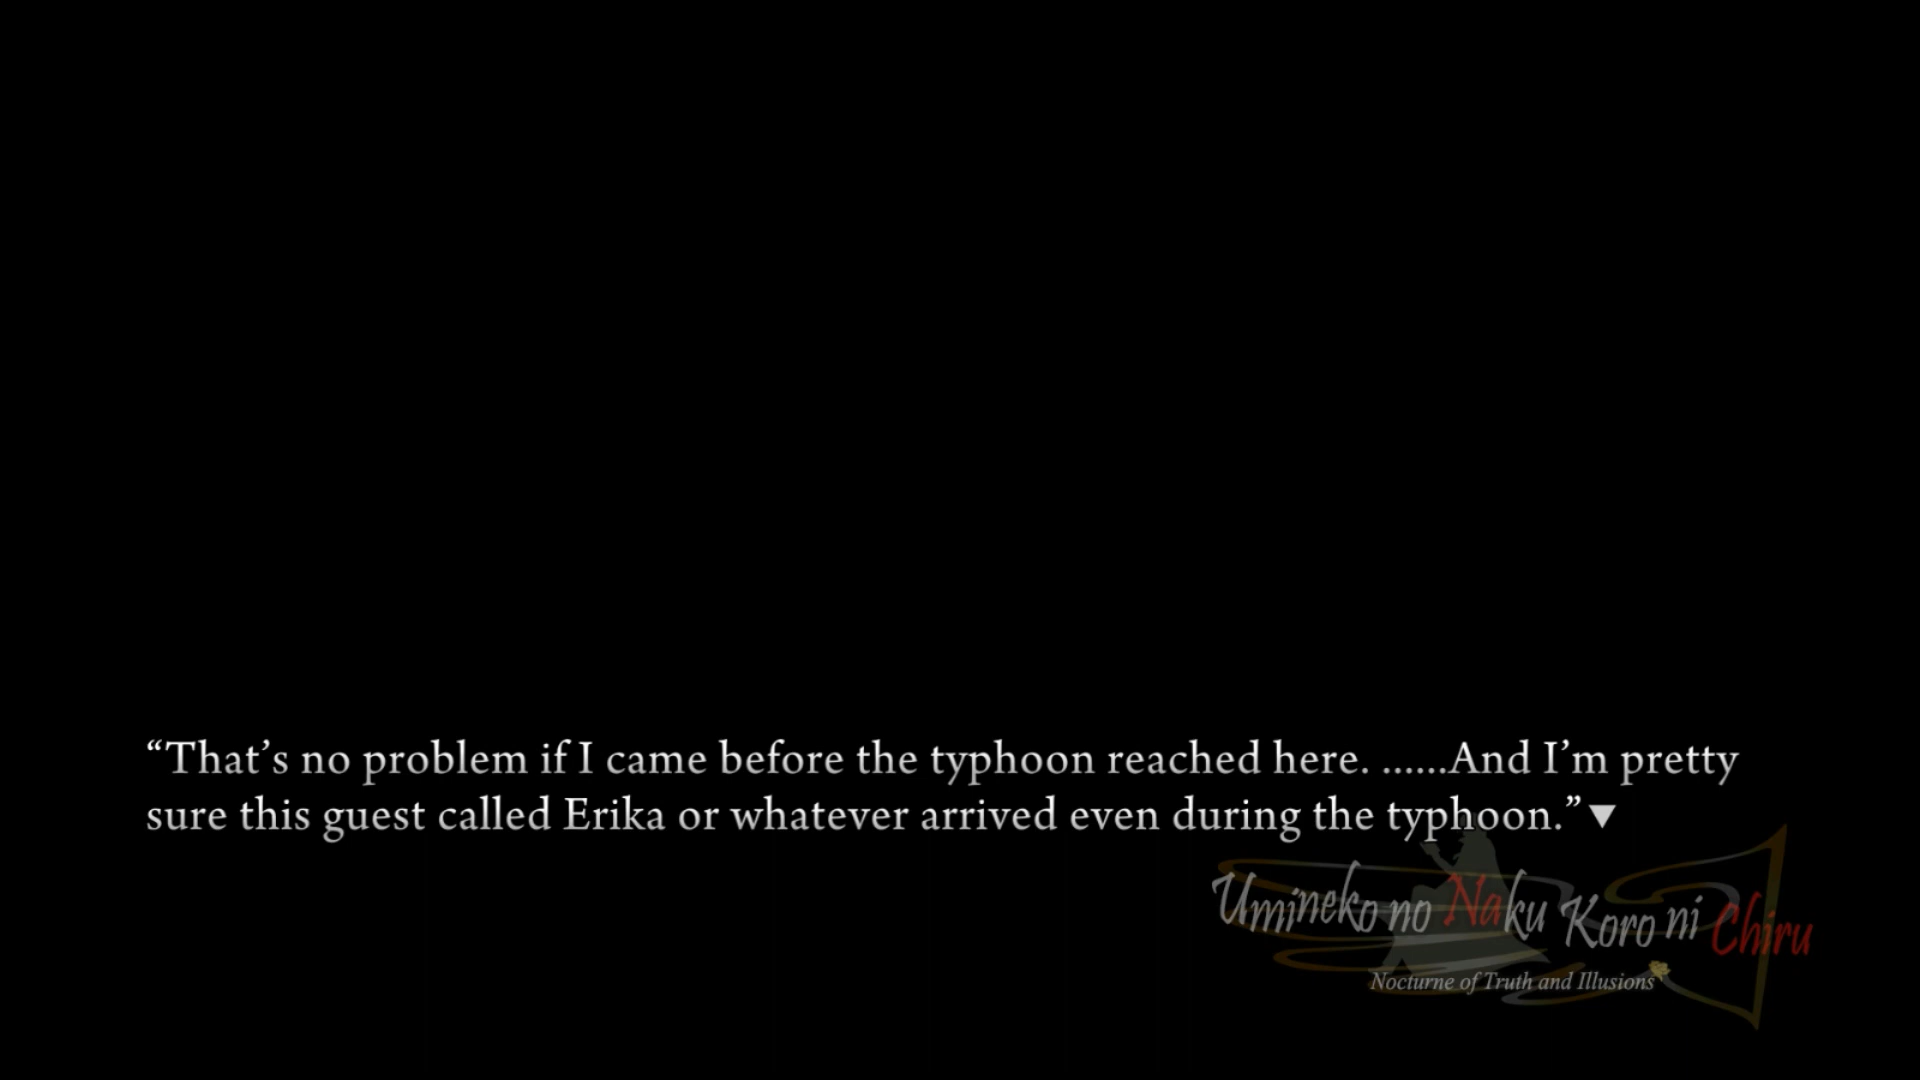 “That’s no problem if I came before the typhoon reached here. ......And I’m pretty
sure this guest called Erika or whatever arrived even during the typhoon.”▼
Umineko no Naku Koro ni Chiru
Nocturne of Truth and Illusions